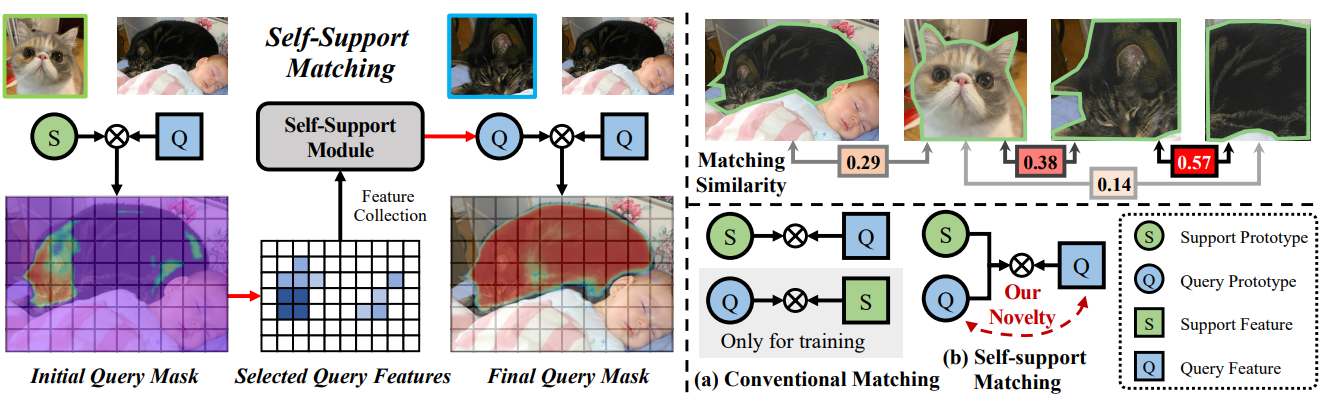 Self-Support
Matching
S
Q
Self-Support
Module
Q
Q
Feature
Collection
Initial Query Mask
Selected Query Features
Final Query Mask
Matching
Similarity
0.29
0.38
0.57
0.14
S
Q
Q
S
Only for training
(a) Conventional Matching
S
Q
Q
Our
Novelty
(b) Self-support
Matching
S Support Prototype
Q Query Prototype
S Support Feature
Q Query Feature